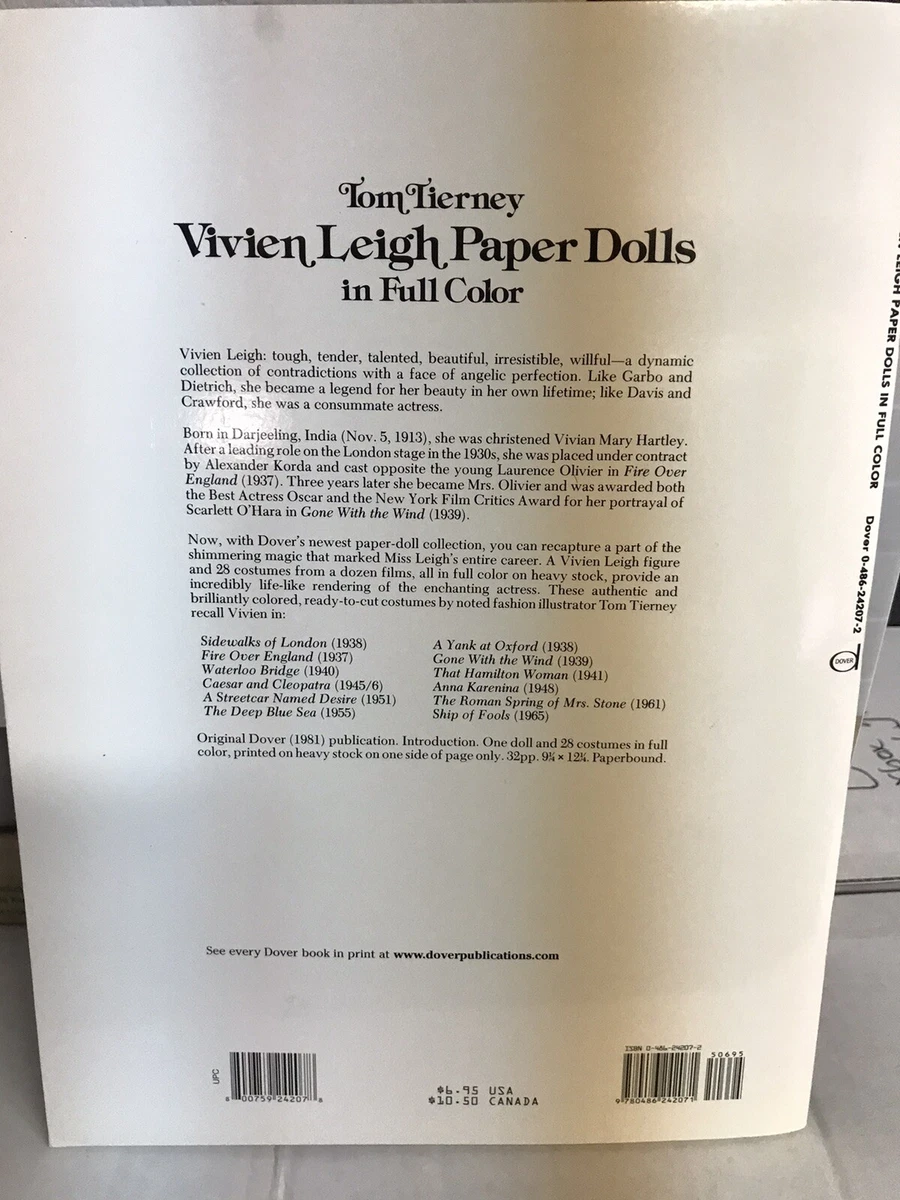 Tom Tierney
Vivien Leigh Paper Dolls
in Full Color
Vivien Leigh: tough, tender, talented, beautiful, irresistible, willful—a dynamic
collection of contradictions with a face of angelic perfection. Like Garbo and
Dietrich, she became a legend for her beauty in her own lifetime; like Davis and
Crawford, she was a consummate actress.
Born in Darjeeling, India (Nov. 5, 1913), she was christened Vivian Mary Hartley.
After a leading role on the London stage in the 1930s, she was placed under contract
by Alexander Korda and cast opposite the young Laurence Olivier in Fire Over
England (1937). Three years later she became Mrs. Olivier and was awarded both
the Best Actress Oscar and the New York Film Critics Award for her portrayal of
Scarlett O'Hara in Gone With the Wind (1939).
Now, with Dover's newest paper-doll collection, you can recapture a part of the
shimmering magic that marked Miss Leigh's entire career. A Vivien Leigh figure
and 28 costumes from a dozen films, all in full color on heavy stock, provide an
incredibly life-like rendering of the enchanting actress. These authentic and
brilliantly colored, ready-to-cut costumes by noted fashion illustrator Tom Tierney
recall Vivien in:
Sidewalks of London (1938)
Fire Over England (1937)
Waterloo Bridge (1940)
Caesar and Cleopatra (1945/6)
A Streetcar Named Desire (1951)
The Deep Blue Sea (1955)
A Yank at Oxford (1938)
Gone With the Wind (1939)
That Hamilton Woman (1941)
Anna Karenina (1948)
The Roman Spring of Mrs. Stone (1961)
Ship of Fools (1965)
Original Dover (1981) publication. Introduction. One doll and 28 costumes in full
color, printed on heavy stock on one side of page only. 32pp. 9¼ × 12¼. Paperbound.
See every Dover book in print at www.doverpublications.com
UPC
8 00759 24207 8
$6.95 USA
$10.50 CANADA
ISBN 0-486-24207-2
50695
9 780486 242071
LEIGH PAPER DOLLS IN FULL COLOR Dover 0-486-24207-2
DOVER